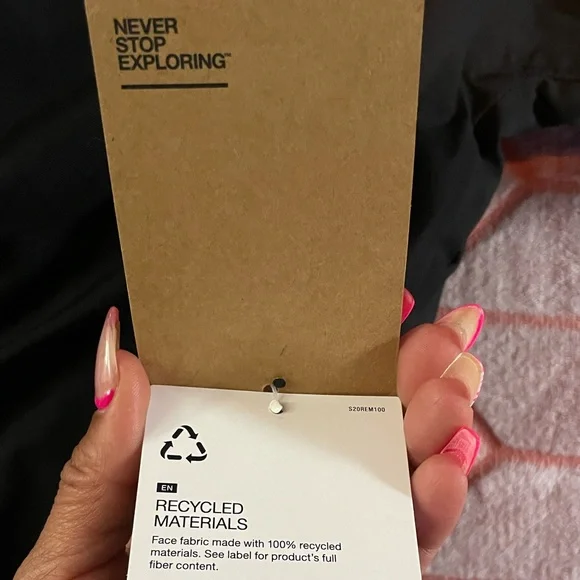 NEVER
STOP
EXPLORING™
S20REM100
EN
RECYCLED
MATERIALS
Face fabric made with 100% recycled
materials. See label for product's full
fiber content.